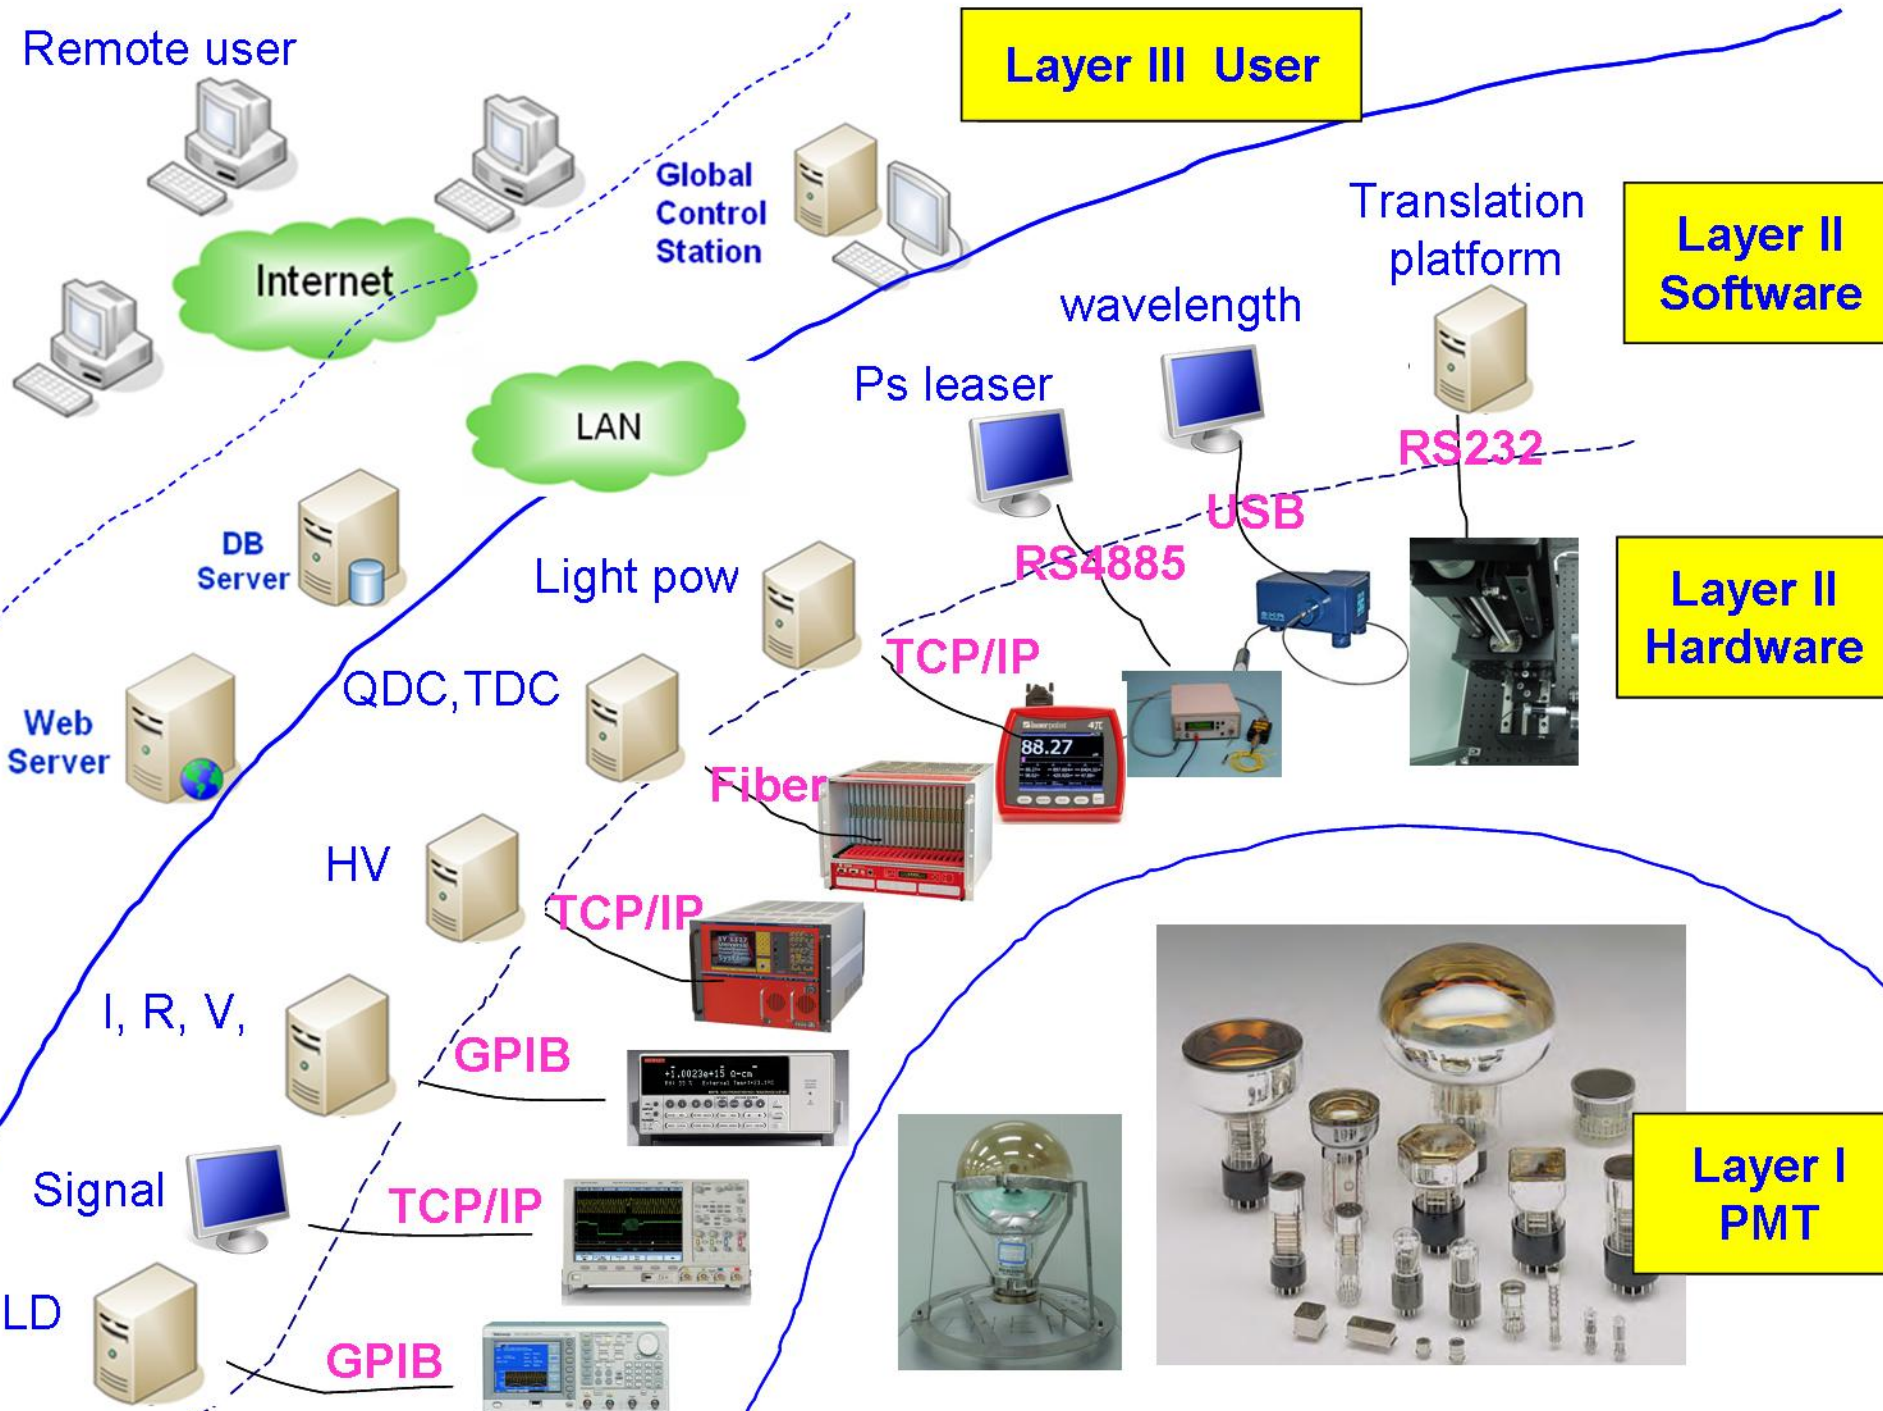 Remote user
Layer III  User
Global
Control
Station
Internet
Translation
platform
Layer II
Software
wavelength
Ps leaser
LAN
RS232
DB
Server
Light pow
USB
RS4885
Layer II
Hardware
TCP/IP
QDC,TDC
Web
Server
88.27
Fiber
HV
TCP/IP
I, R, V,
GPIB
Signal
TCP/IP
Layer I
PMT
LD
GPIB